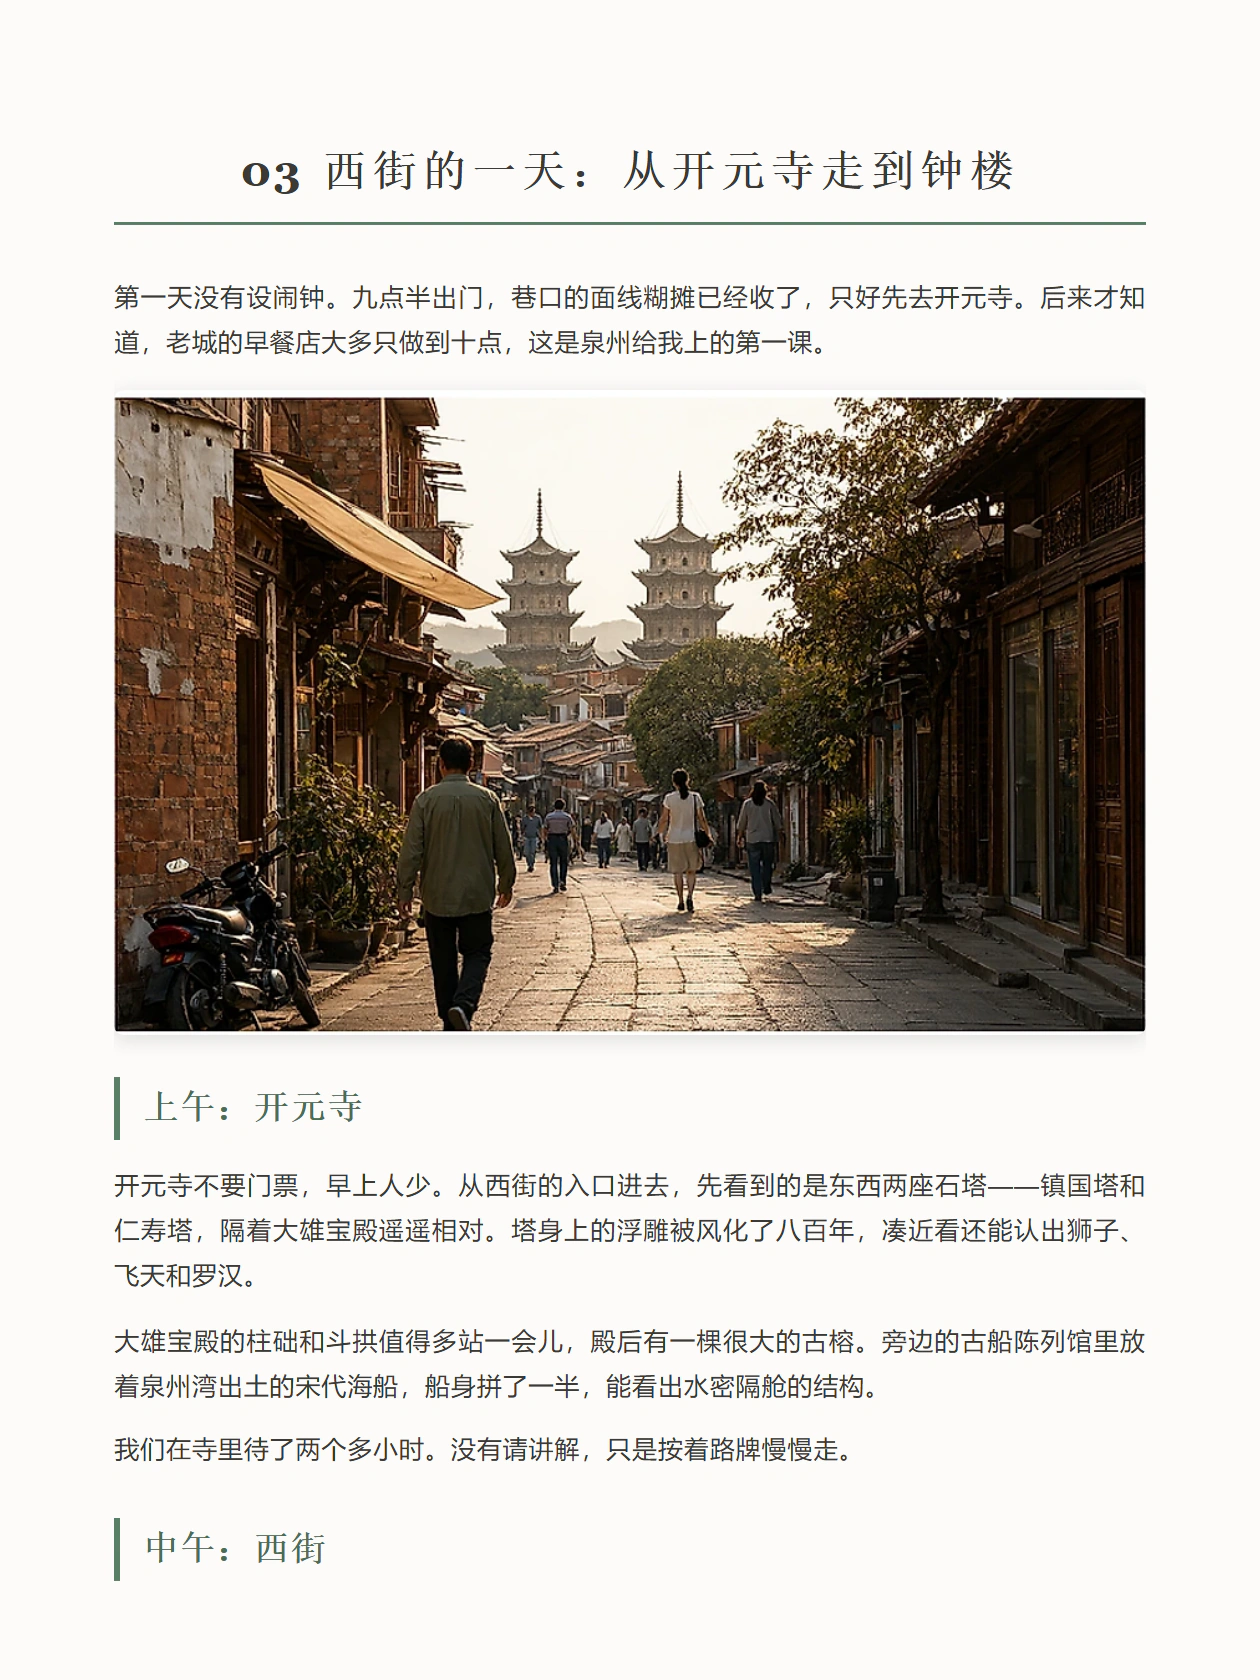 03 西街的一天：从开元寺走到钟楼
第一天没有设闹钟。九点半出门，巷口的面线糊摊已经收了，只好先去开元寺。后来才知
道，老城的早餐店大多只做到十点，这是泉州给我上的第一课。
上午：开元寺
开元寺不要门票，早上人少。从西街的入口进去，先看到的是东西两座石塔——镇国塔和
仁寿塔，隔着大雄宝殿遥遥相对。塔身上的浮雕被风化了八百年，凑近看还能认出狮子、
飞天和罗汉。
大雄宝殿的柱础和斗拱值得多站一会儿，殿后有一棵很大的古榕。旁边的古船陈列馆里放
着泉州湾出土的宋代海船，船身拼了一半，能看出水密隔舱的结构。
我们在寺里待了两个多小时。没有请讲解，只是按着路牌慢慢走。
中午：西街